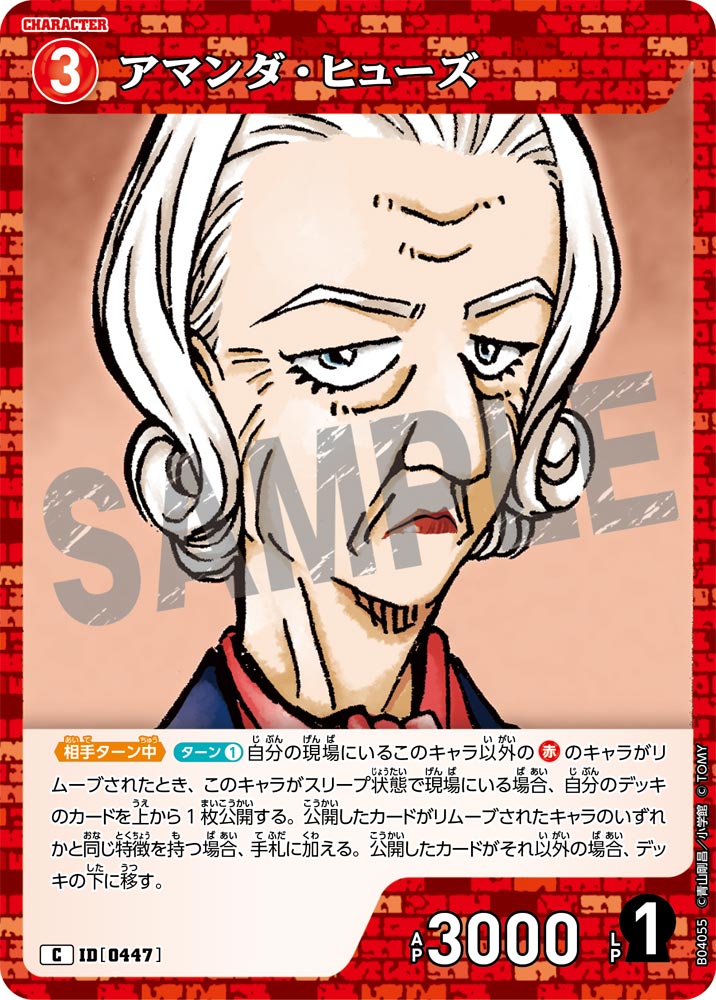 CHARACTER
3 アマンダ・ヒューズ
SAMPLE
相手ターン中 ターン1 自分の現場にいるこのキャラ以外の赤のキャラがリ
ムーブされたとき、このキャラがスリープ状態で現場にいる場合、自分のデッキ
のカードを上から1枚公開する。公開したカードがリムーブされたキャラのいずれ
かと同じ特徴を持つ場合、手札に加える。公開したカードがそれ以外の場合、デッ
キの下に移す。
C ID[0447]
AP 3000 LP 1
B04055 ©青山剛昌/小学館 © TOMY